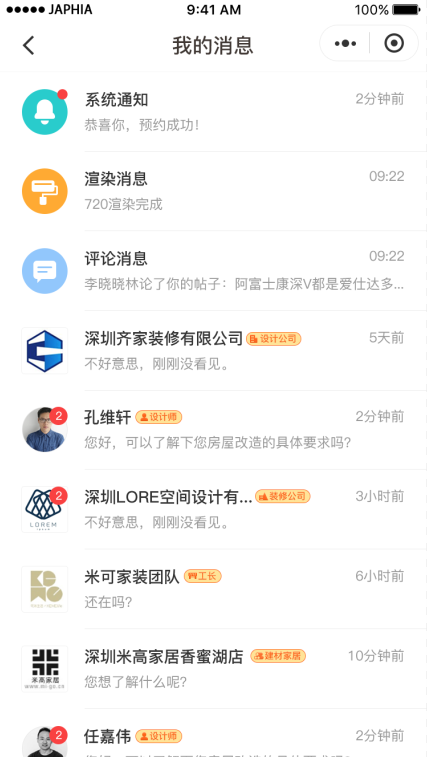 JAPHIA 9:41 AM 100%
我的消息
系统通知 2分钟前
恭喜你，预约成功！
渲染消息 09:22
720渲染完成
评论消息 09:22
李晓晓林论了你的帖子：阿富士康深V都是爱仕达多...
深圳齐家装修有限公司 设计公司 5天前
不好意思，刚刚没看见。
2
孔维轩 设计师 2分钟前
您好，可以了解下您房屋改造的具体要求吗？
2
深圳LORE空间设计有... 装修公司 3小时前
LOREM
不好意思，刚刚没看见。
米可家装团队 工长 6小时前
还在吗？
深圳米高家居香蜜湖店 建材家居 10分钟前
米高家居
您想了解什么呢？
2
任嘉伟 设计师 2分钟前